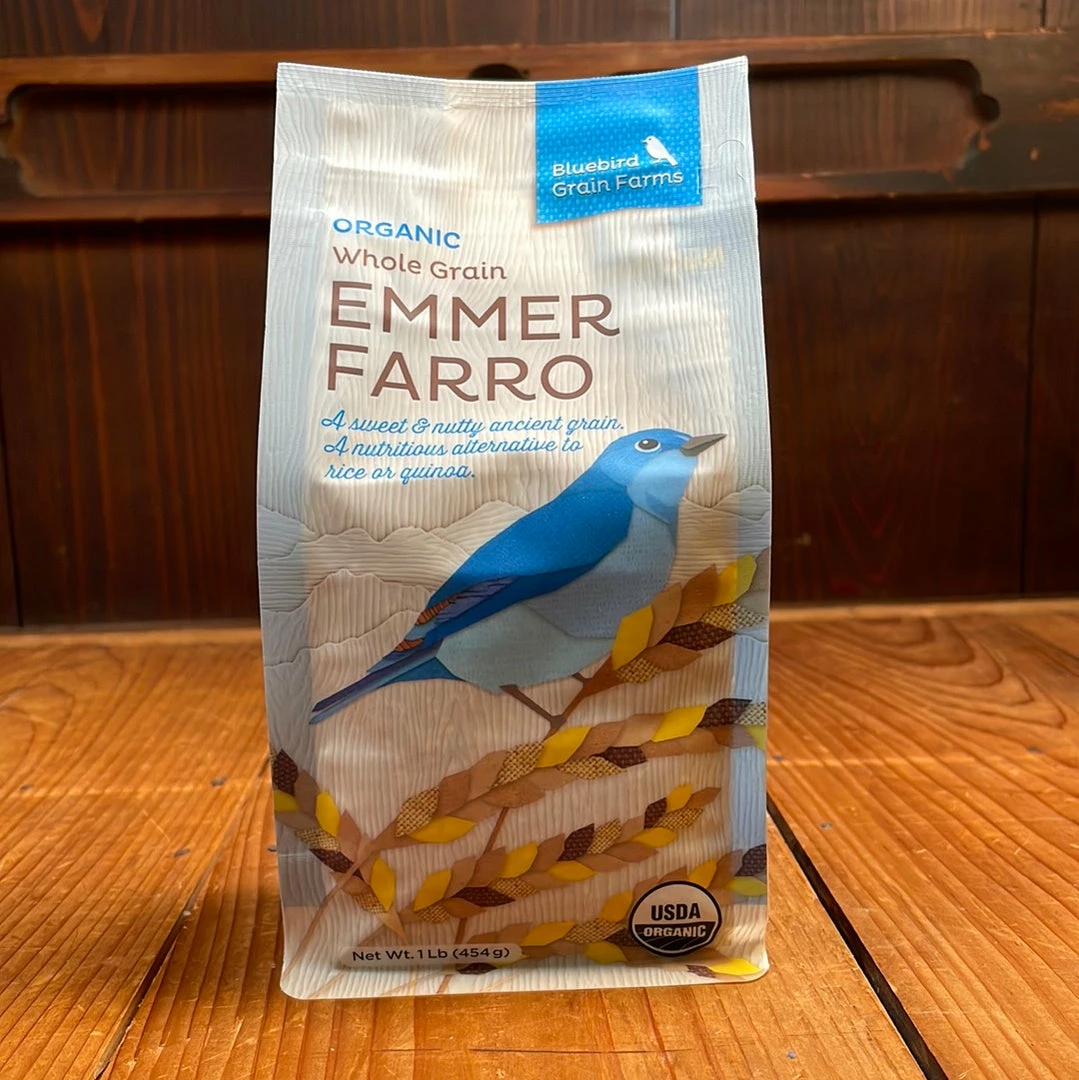 Bluebird
Grain Farms
ORGANIC
Whole Grain
EMMER
FARRO
A sweet & nutty ancient grain.
A nutritious alternative to
rice or quinoa.
USDA
ORGANIC
Net Wt. 1 Lb (454 g)